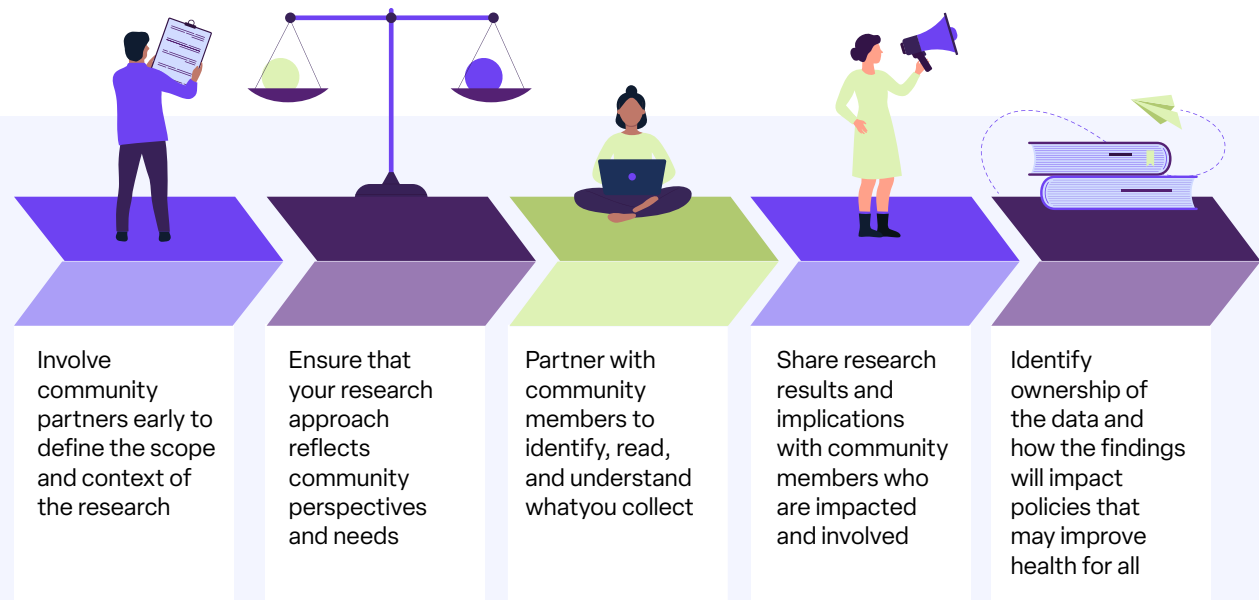 Involve
community
partners early to
define the scope
and context of
the research
Ensure that
your research
approach
reflects
community
perspectives
and needs
Partner with
community
members to
identify, read,
and understand
whatyou collect
Share research
results and
implications
with community
members who
are impacted
and involved
Identify
ownership of
the data and
how the findings
will impact
policies that
may improve
health for all